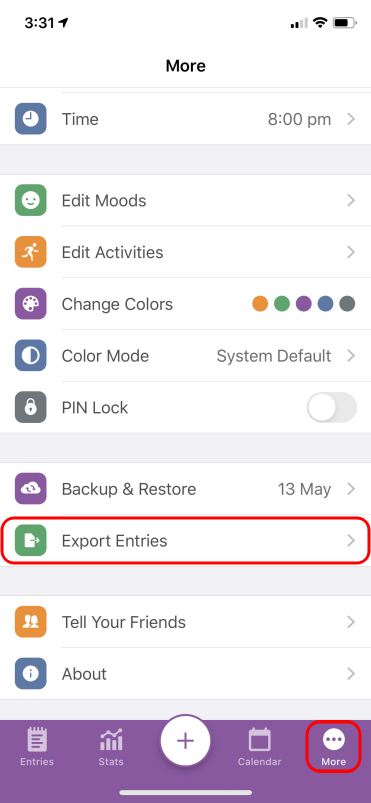 3:31
More
Time 8:00 pm
Edit Moods
Edit Activities
Change Colors
Color Mode System Default
PIN Lock
Backup & Restore 13 May
Export Entries
Tell Your Friends
About
Entries Stats Calendar More